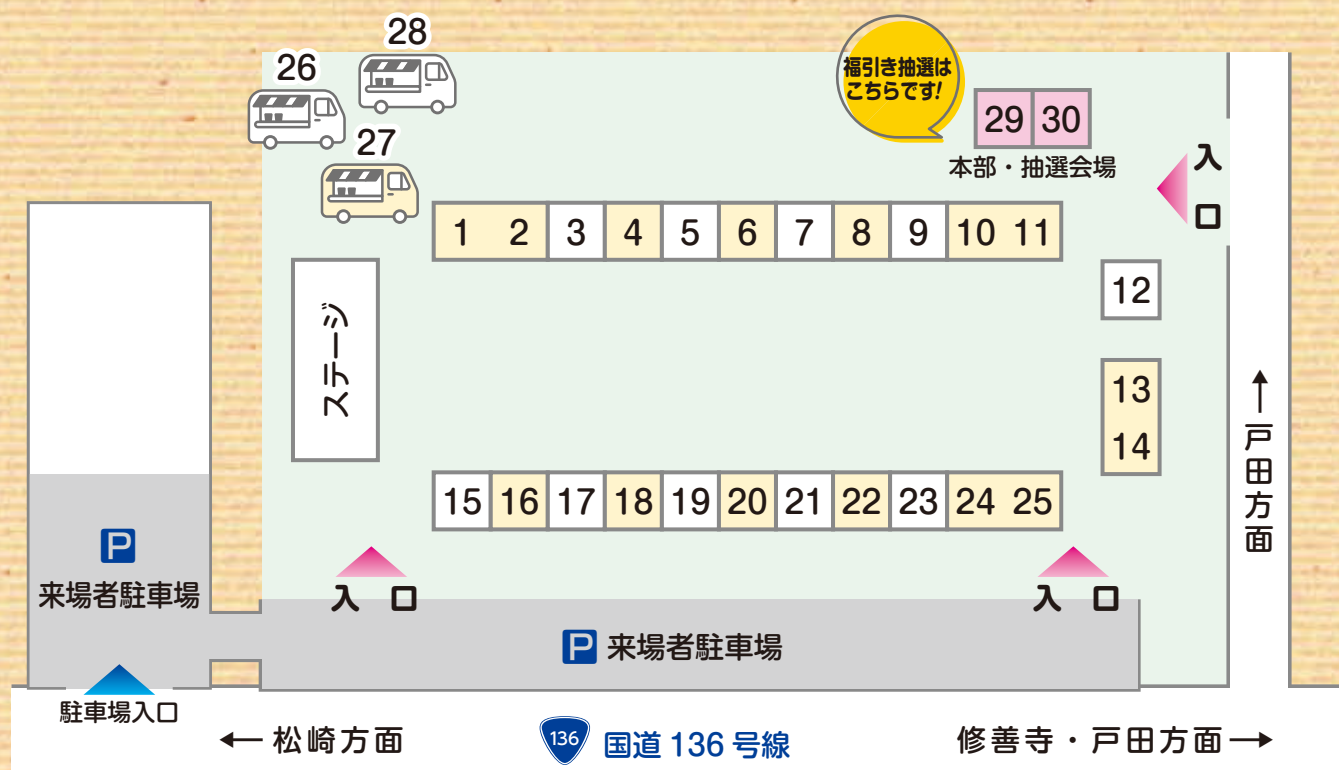 28
26
27
福引き抽選は
こちらです!
29 30
本部・抽選会場
入口
1 2 3 4 5 6 7 8 9 10 11
12
13
14
ステージ
15 16 17 18 19 20 21 22 23 24 25
↑戸田方面
P
来場者駐車場
入口
入口
P 来場者駐車場
駐車場入口
←松崎方面
136 国道136号線
修善寺・戸田方面→